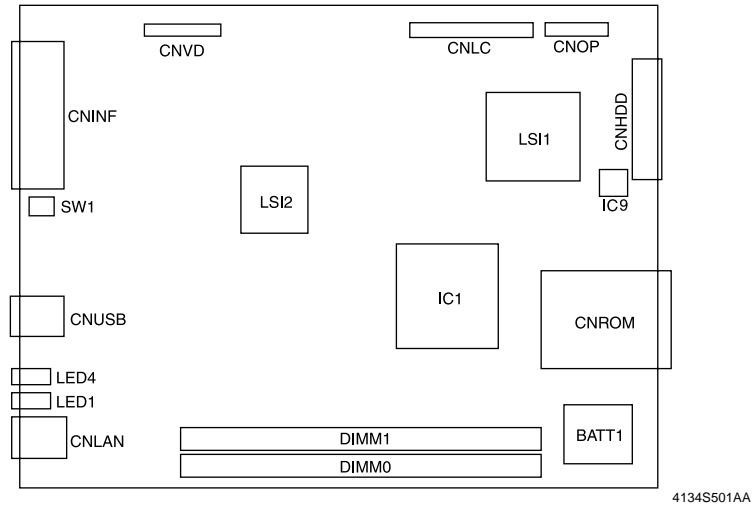 CNVD
CNLC
CNOP
CNINF
CNHDD
LSI1
SW1
LSI2
IC9
IC1
CNUSB
CNROM
LED4
LED1
CNLAN
DIMM1
BATT1
DIMM0
4134S501AA